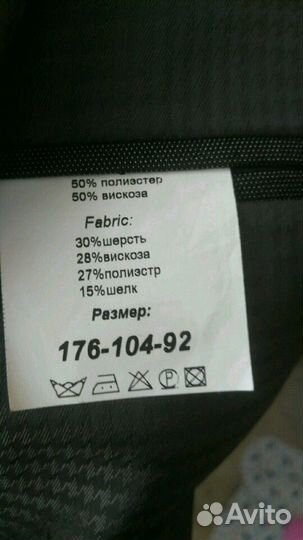 50% полиэстер
50% вискоза
Fabric:
30%шерсть
28%вискоза
27%полиэстр
15%шелк
Размер:
176-104-92
P
Avito